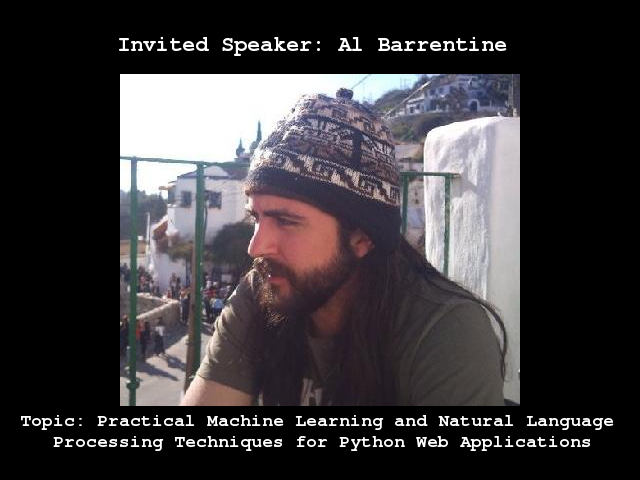 Invited Speaker: Al Barrentine
Topic: Practical Machine Learning and Natural Language
Processing Techniques for Python Web Applications